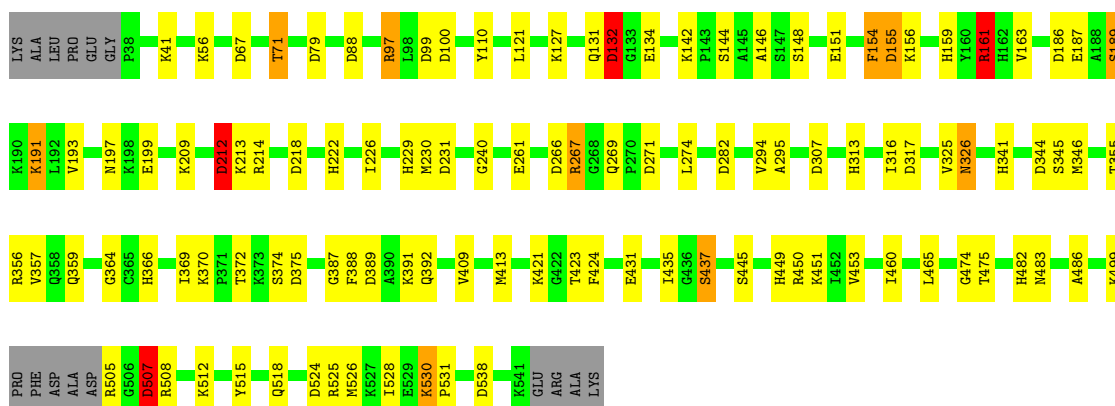 LYS ALA LEU PRO GLU GLY P38 K41 K56 D67 T71 D79 D88 R97 L98 D99 D100 Y110 L121 K127 Q131 D132 G133 E134 K142 P143 S144 A145 A146 S147 S148 E151 F154 D155 K156 H159 Y160 R161 H162 V163 D186 E187 A188 S189
K190 K191 L192 V193 N197 K198 E199 K209 D212 K213 R214 D218 H222 I226 H229 M230 D231 G240 E261 D266 R267 G268 Q269 P270 D271 L274 D282 V294 A295 D307 H313 I316 D317 V325 N326 H341 D344 S345 M346 T355
R356 V357 Q358 Q359 G364 C365 H366 I369 K370 P371 T372 K373 S374 D375 G387 F388 D389 A390 K391 Q392 V409 M413 K421 G422 T423 F424 E431 I435 G436 S437 S445 H449 R450 K451 I452 V453 I460 L465 G474 T475 H482 N483 A486 K499
PRO PHE ASP ALA ASP R505 G506 D507 R508 K512 Y515 Q518 D524 R525 M526 K527 I528 E529 K530 P531 D538 K541 GLU ARG ALA LYS